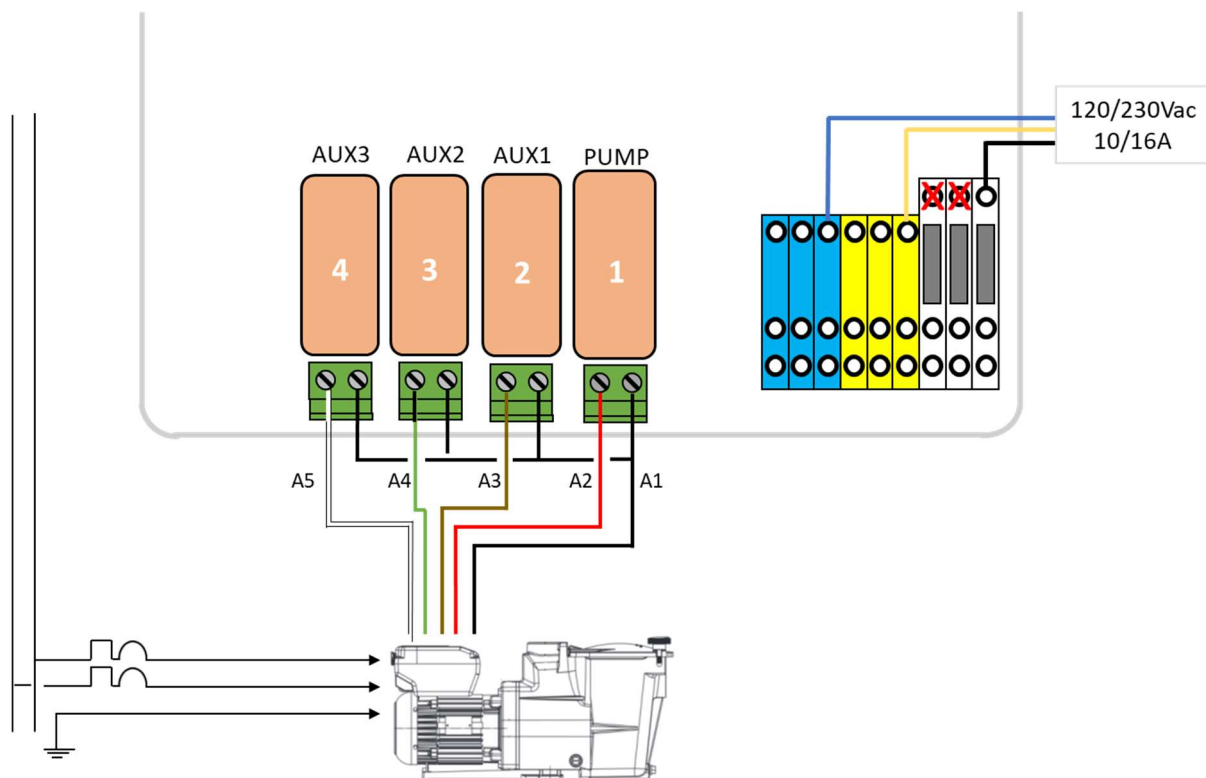 120/230Vac
10/16A
AUX3 AUX2 AUX1 PUMP
4 3 2 1
A5 A4 A3 A2 A1